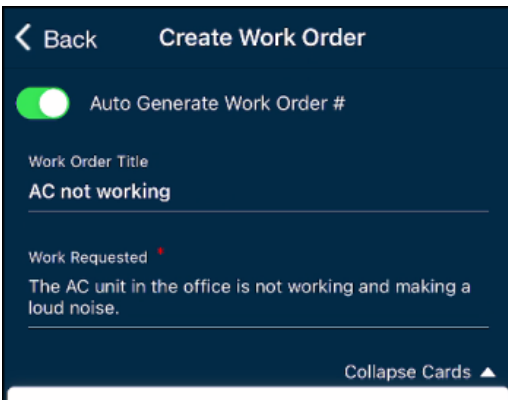 Back Create Work Order
Auto Generate Work Order #
Work Order Title
AC not working
Work Requested *
The AC unit in the office is not working and making a
loud noise.
Collapse Cards